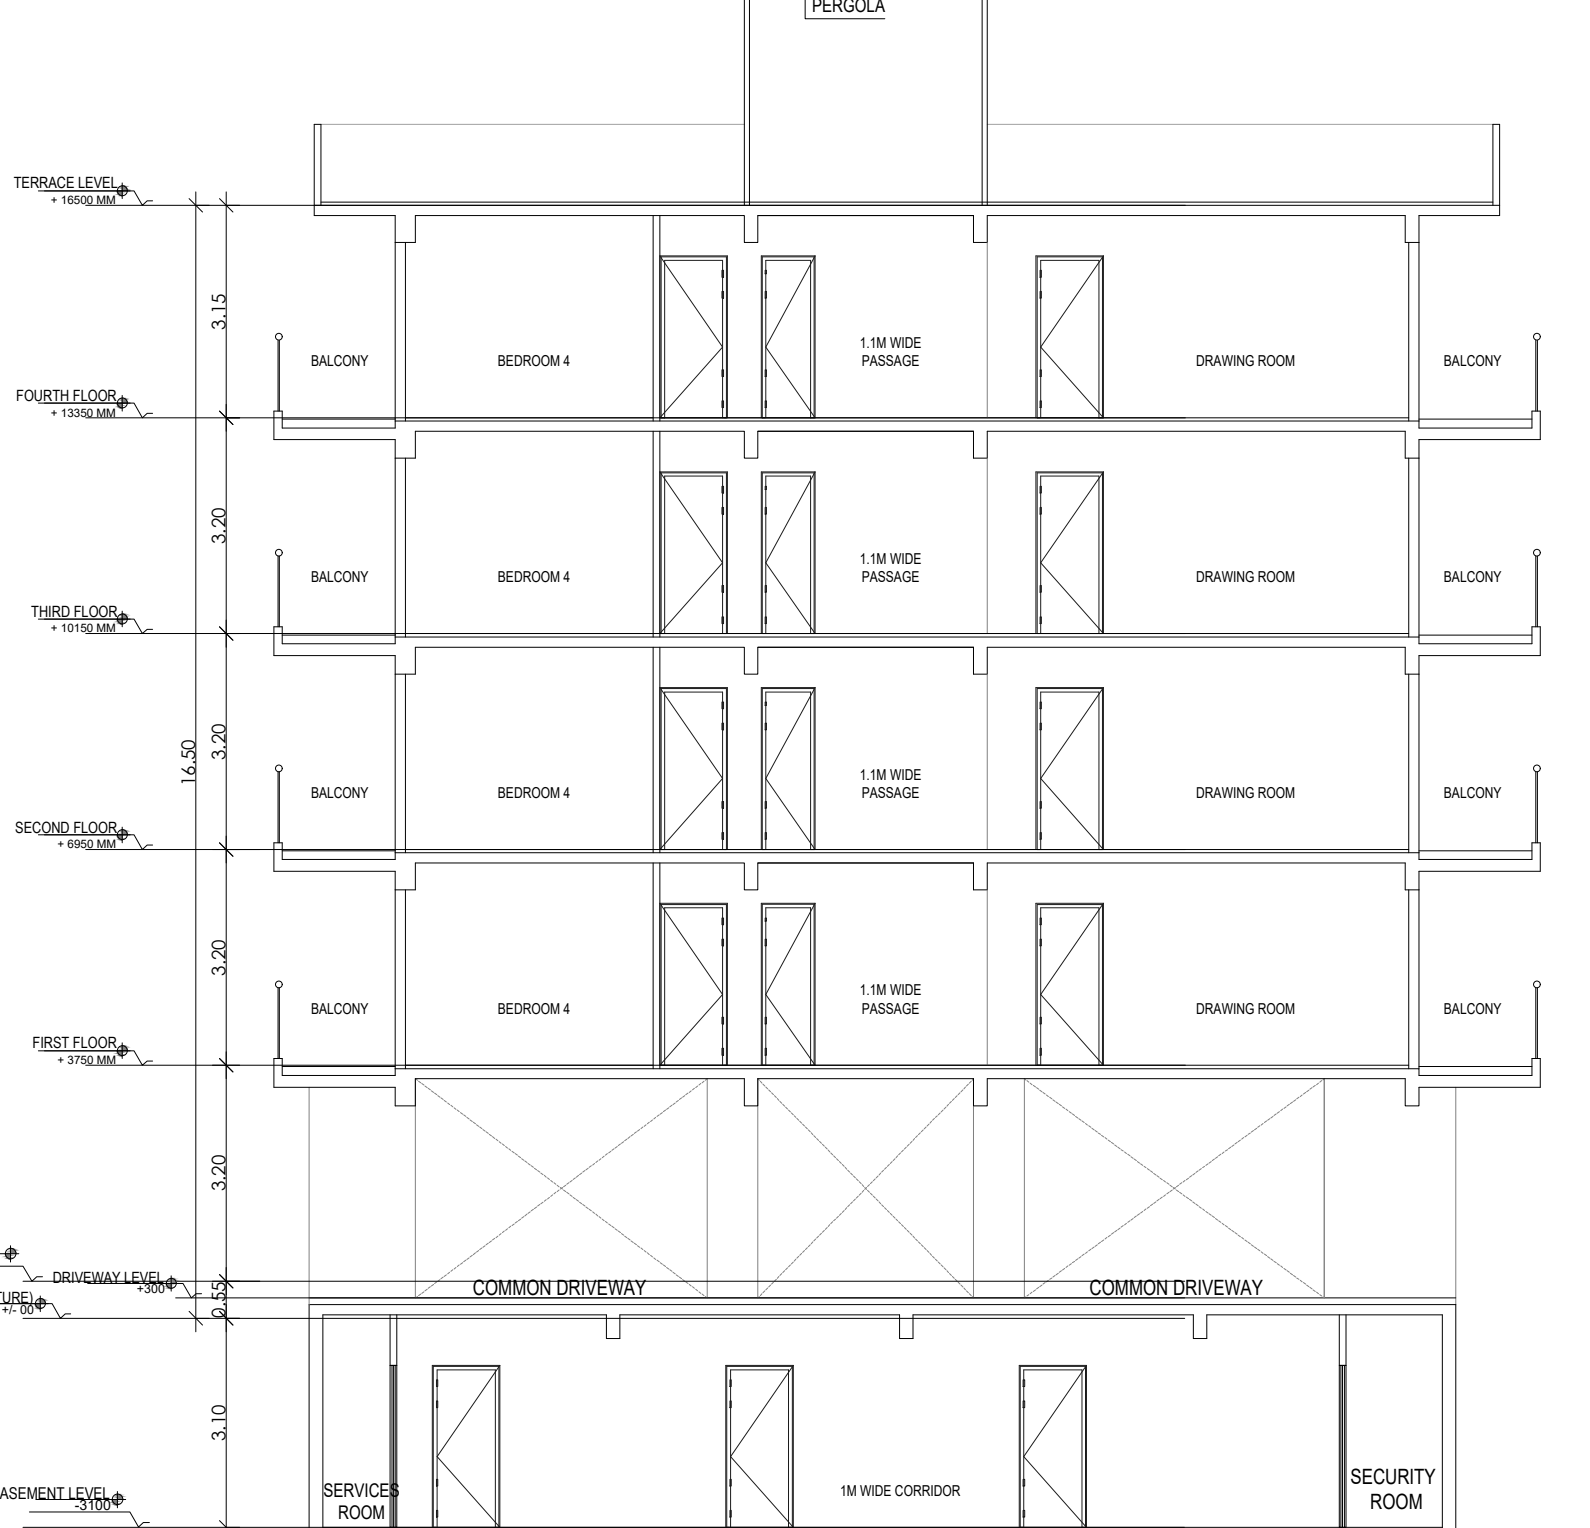 PERGOLA
TERRACE LEVEL
+ 16500 MM
3.15
1.1M WIDE
PASSAGE
BALCONY
BEDROOM 4
DRAWING ROOM
BALCONY
FOURTH FLOOR
+ 13350 MM
3.20
1.1M WIDE
PASSAGE
BALCONY
BEDROOM 4
DRAWING ROOM
BALCONY
THIRD FLOOR
+ 10150 MM
3.20
16.50
1.1M WIDE
PASSAGE
BALCONY
BEDROOM 4
DRAWING ROOM
BALCONY
SECOND FLOOR
+ 6950 MM
3.20
1.1M WIDE
PASSAGE
BALCONY
BEDROOM 4
DRAWING ROOM
BALCONY
FIRST FLOOR
+ 3750 MM
3.20
DRIVEWAY LEVEL
+300
COMMON DRIVEWAY
COMMON DRIVEWAY
TURE)
+/- 00
0.55
3.10
ASEMENT LEVEL
-3100
SERVICES
ROOM
1M WIDE CORRIDOR
SECURITY
ROOM